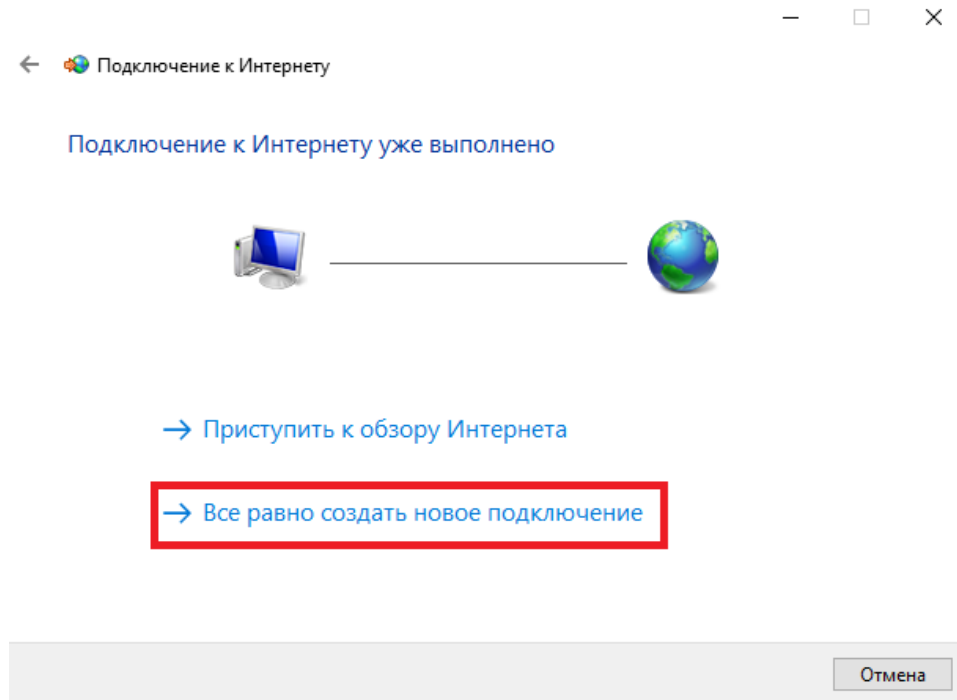 Подключение к Интернету
Подключение к Интернету уже выполнено
Приступить к обзору Интернета
Все равно создать новое подключение
Отмена